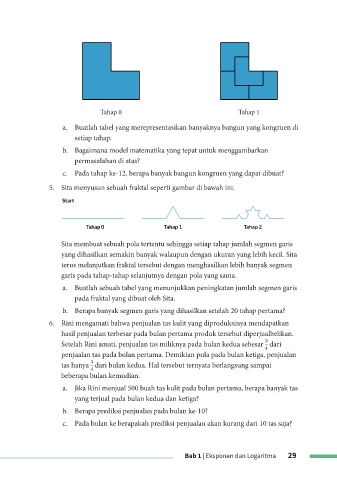 Tahap 0
Tahap 1
a. Buatlah tabel yang merepresentasikan banyaknya bangun yang kongruen di
setiap tahap.
b. Bagaimana model matematika yang tepat untuk menggambarkan
permasalahan di atas?
c. Pada tahap ke-12, berapa banyak bangun kongruen yang dapat dibuat?
5. Sita menyusun sebuah fraktal seperti gambar di bawah ini.
Start
Tahap 0
Tahap 1
Tahap 2
Sita membuat sebuah pola tertentu sehingga setiap tahap jumlah segmen garis
yang dihasilkan semakin banyak walaupun dengan ukuran yang lebih kecil. Sita
terus melanjutkan fraktal tersebut dengan menghasilkan lebih banyak segmen
garis pada tahap-tahap selanjutnya dengan pola yang sama.
a. Buatlah sebuah tabel yang menunjukkan peningkatan jumlah segmen garis
pada fraktal yang dibuat oleh Sita.
b. Berapa banyak segmen garis yang dihasilkan setelah 20 tahap pertama?
6. Rini mengamati bahwa penjualan tas kulit yang diproduksinya mendapatkan
hasil penjualan terbesar pada bulan pertama produk tersebut diperjualbelikan.
Setelah Rini amati, penjualan tas miliknya pada bulan kedua sebesar dari
penjualan tas pada bulan pertama. Demikian pula pada bulan ketiga, penjualan
tas hanya dari bulan kedua. Hal tersebut ternyata berlangsung sampai
beberapa bulan kemudian.
a. Jika Rini menjual 500 buah tas kulit pada bulan pertama, berapa banyak tas
yang terjual pada bulan kedua dan ketiga?
b. Berapa prediksi penjualan pada bulan ke-10?
c. Pada bulan ke berapakah prediksi penjualan akan kurang dari 10 tas saja?
Bab 1 | Eksponen dan Logaritma 29